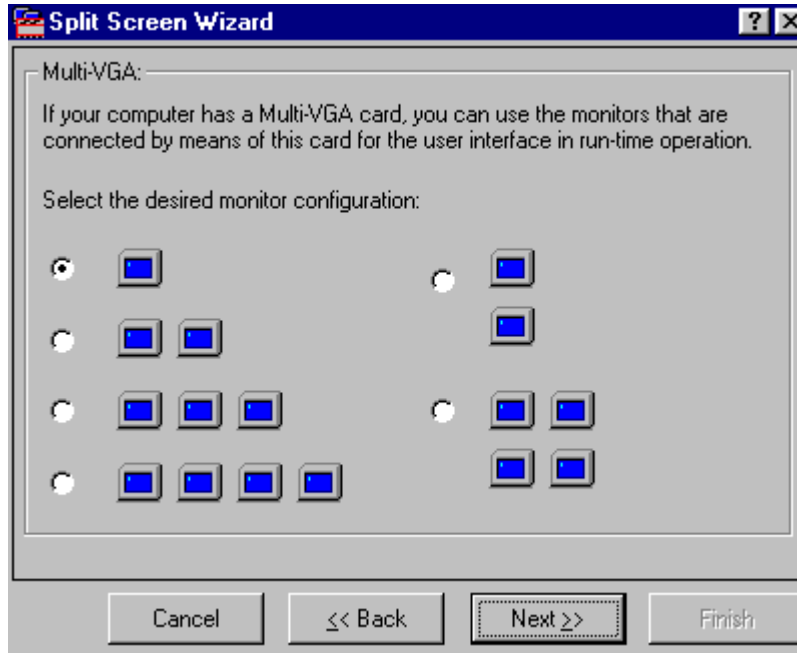 Split Screen Wizard
Multi-VGA:
If your computer has a Multi-VGA card, you can use the monitors that are
connected by means of this card for the user interface in run-time operation.
Select the desired monitor configuration:
Cancel
<< Back
Next >>
Finish